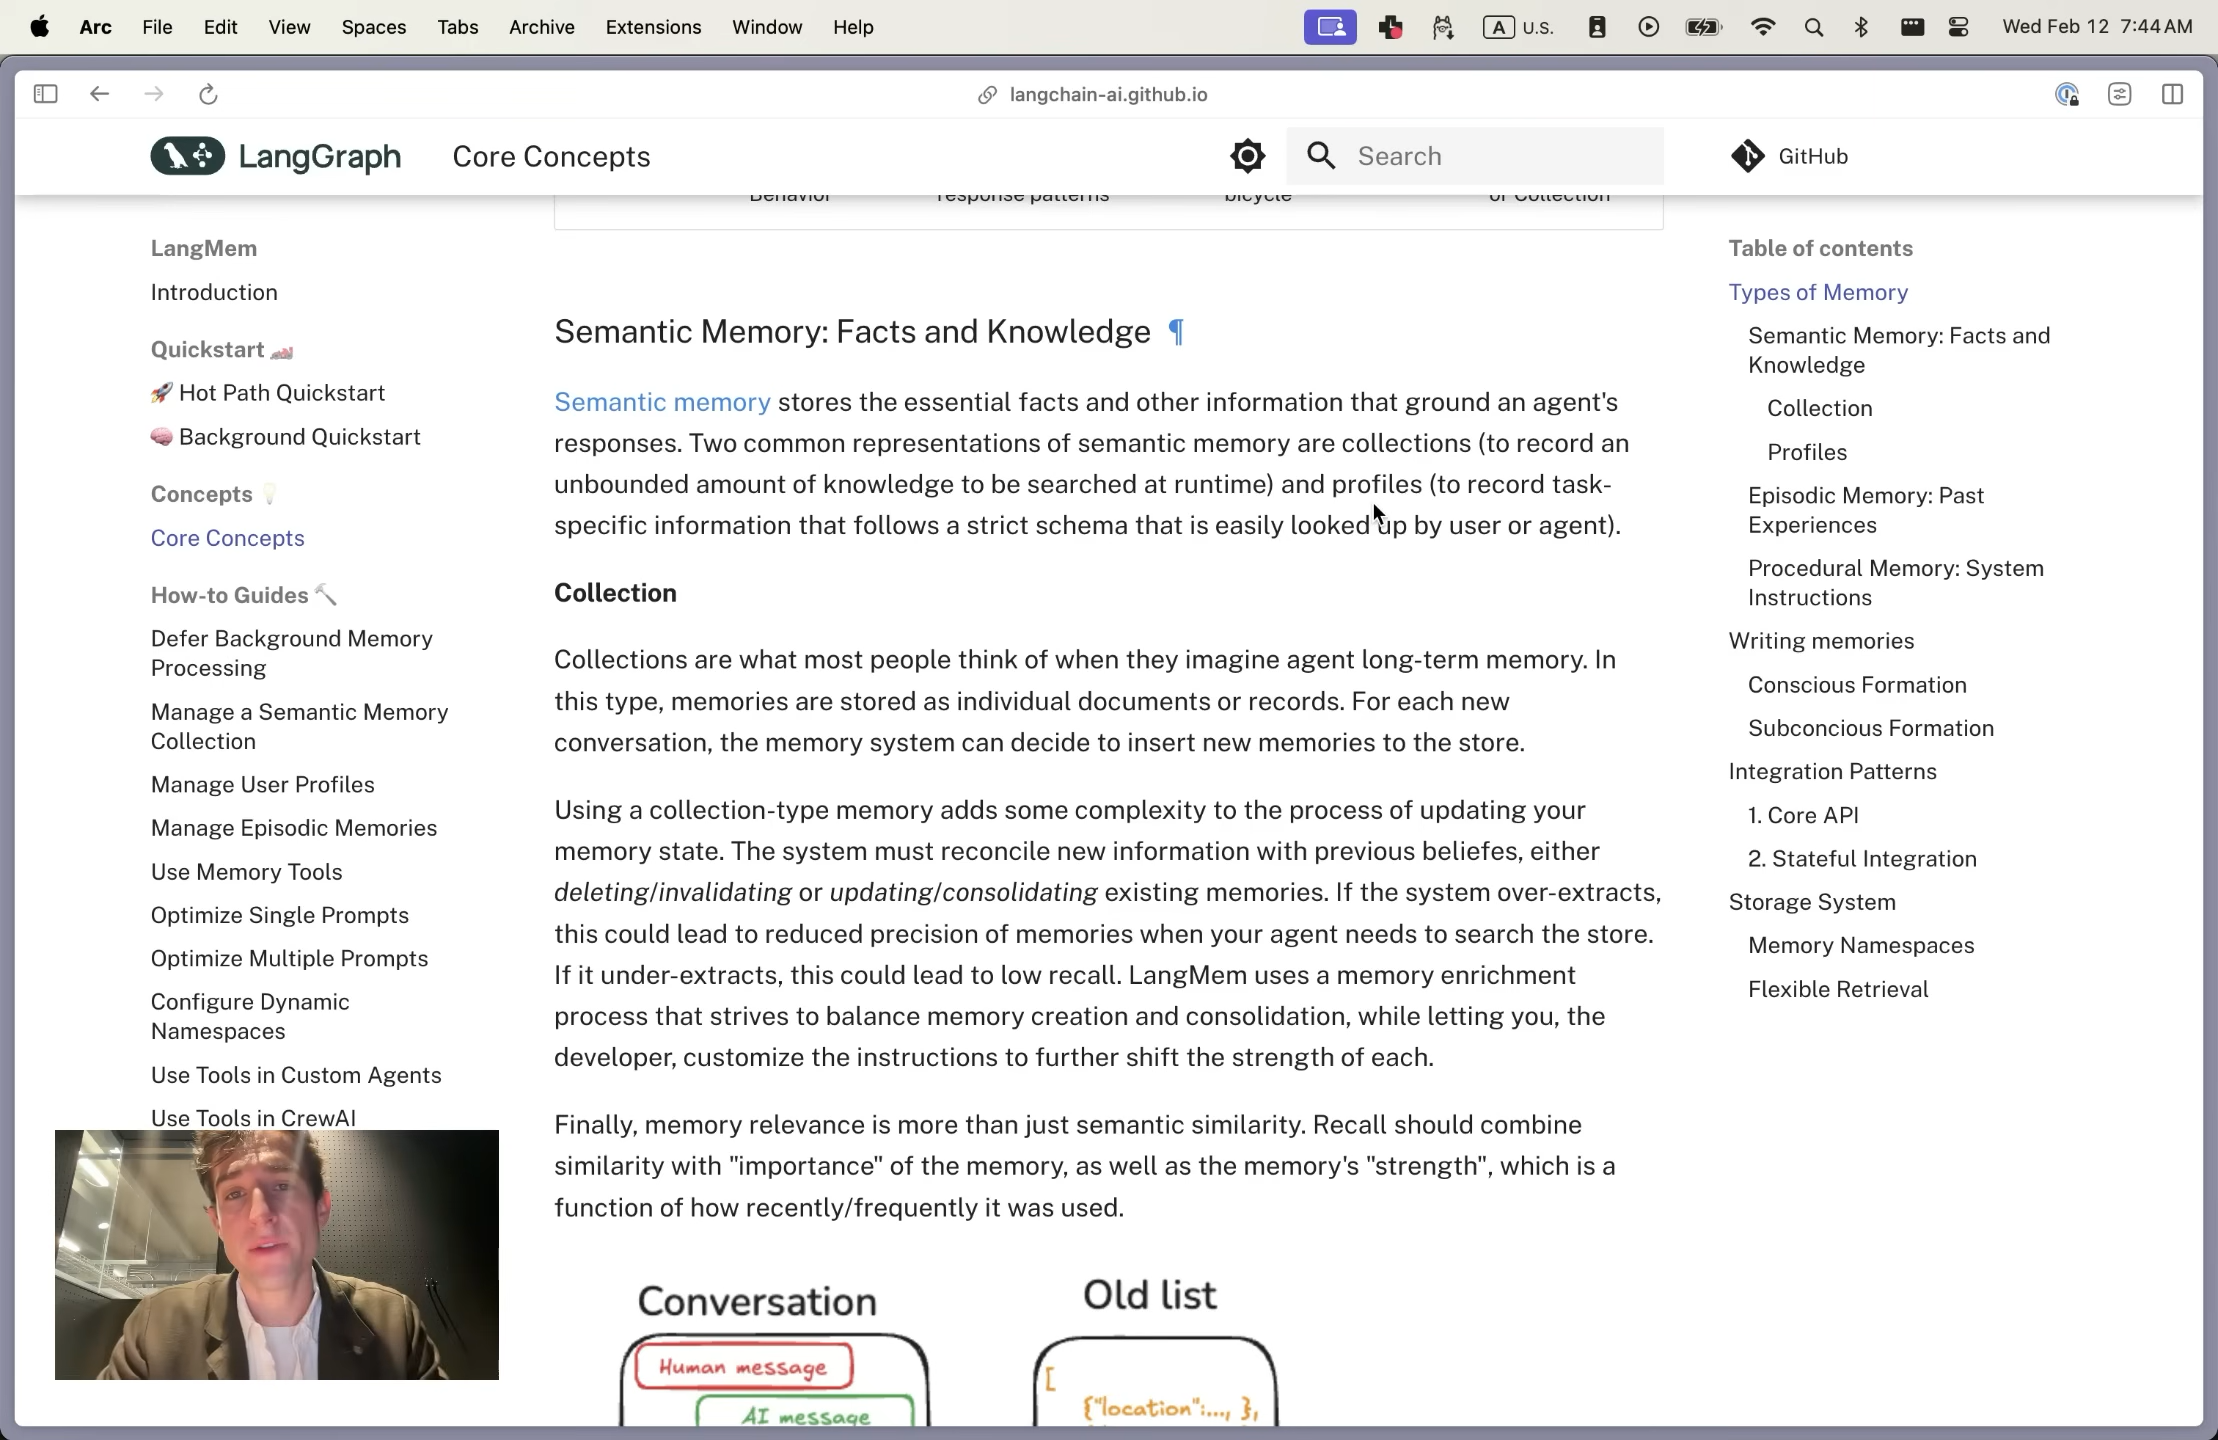 Arc File Edit View Spaces Tabs Archive Extensions Window Help A U.S. Wed Feb 12 7:44 AM
langchain-ai.github.io
LangGraph Core Concepts Search GitHub
Behavior response patterns bicycle or Collection
LangMem
Introduction
Quickstart
Hot Path Quickstart
Background Quickstart
Concepts
Core Concepts
How-to Guides
Defer Background Memory
Processing
Manage a Semantic Memory
Collection
Manage User Profiles
Manage Episodic Memories
Use Memory Tools
Optimize Single Prompts
Optimize Multiple Prompts
Configure Dynamic
Namespaces
Use Tools in Custom Agents
Use Tools in CrewAI
Semantic Memory: Facts and Knowledge ¶
Semantic memory stores the essential facts and other information that ground an agent's
responses. Two common representations of semantic memory are collections (to record an
unbounded amount of knowledge to be searched at runtime) and profiles (to record task-
specific information that follows a strict schema that is easily looked up by user or agent).
Collection
Collections are what most people think of when they imagine agent long-term memory. In
this type, memories are stored as individual documents or records. For each new
conversation, the memory system can decide to insert new memories to the store.
Using a collection-type memory adds some complexity to the process of updating your
memory state. The system must reconcile new information with previous beliefes, either
deleting/invalidating or updating/consolidating existing memories. If the system over-extracts,
this could lead to reduced precision of memories when your agent needs to search the store.
If it under-extracts, this could lead to low recall. LangMem uses a memory enrichment
process that strives to balance memory creation and consolidation, while letting you, the
developer, customize the instructions to further shift the strength of each.
Finally, memory relevance is more than just semantic similarity. Recall should combine
similarity with "importance" of the memory, as well as the memory's "strength", which is a
function of how recently/frequently it was used.
Conversation
Human message
AI message
Old list
[
{"location":..., },
Table of contents
Types of Memory
Semantic Memory: Facts and
Knowledge
Collection
Profiles
Episodic Memory: Past
Experiences
Procedural Memory: System
Instructions
Writing memories
Conscious Formation
Subconcious Formation
Integration Patterns
1. Core API
2. Stateful Integration
Storage System
Memory Namespaces
Flexible Retrieval